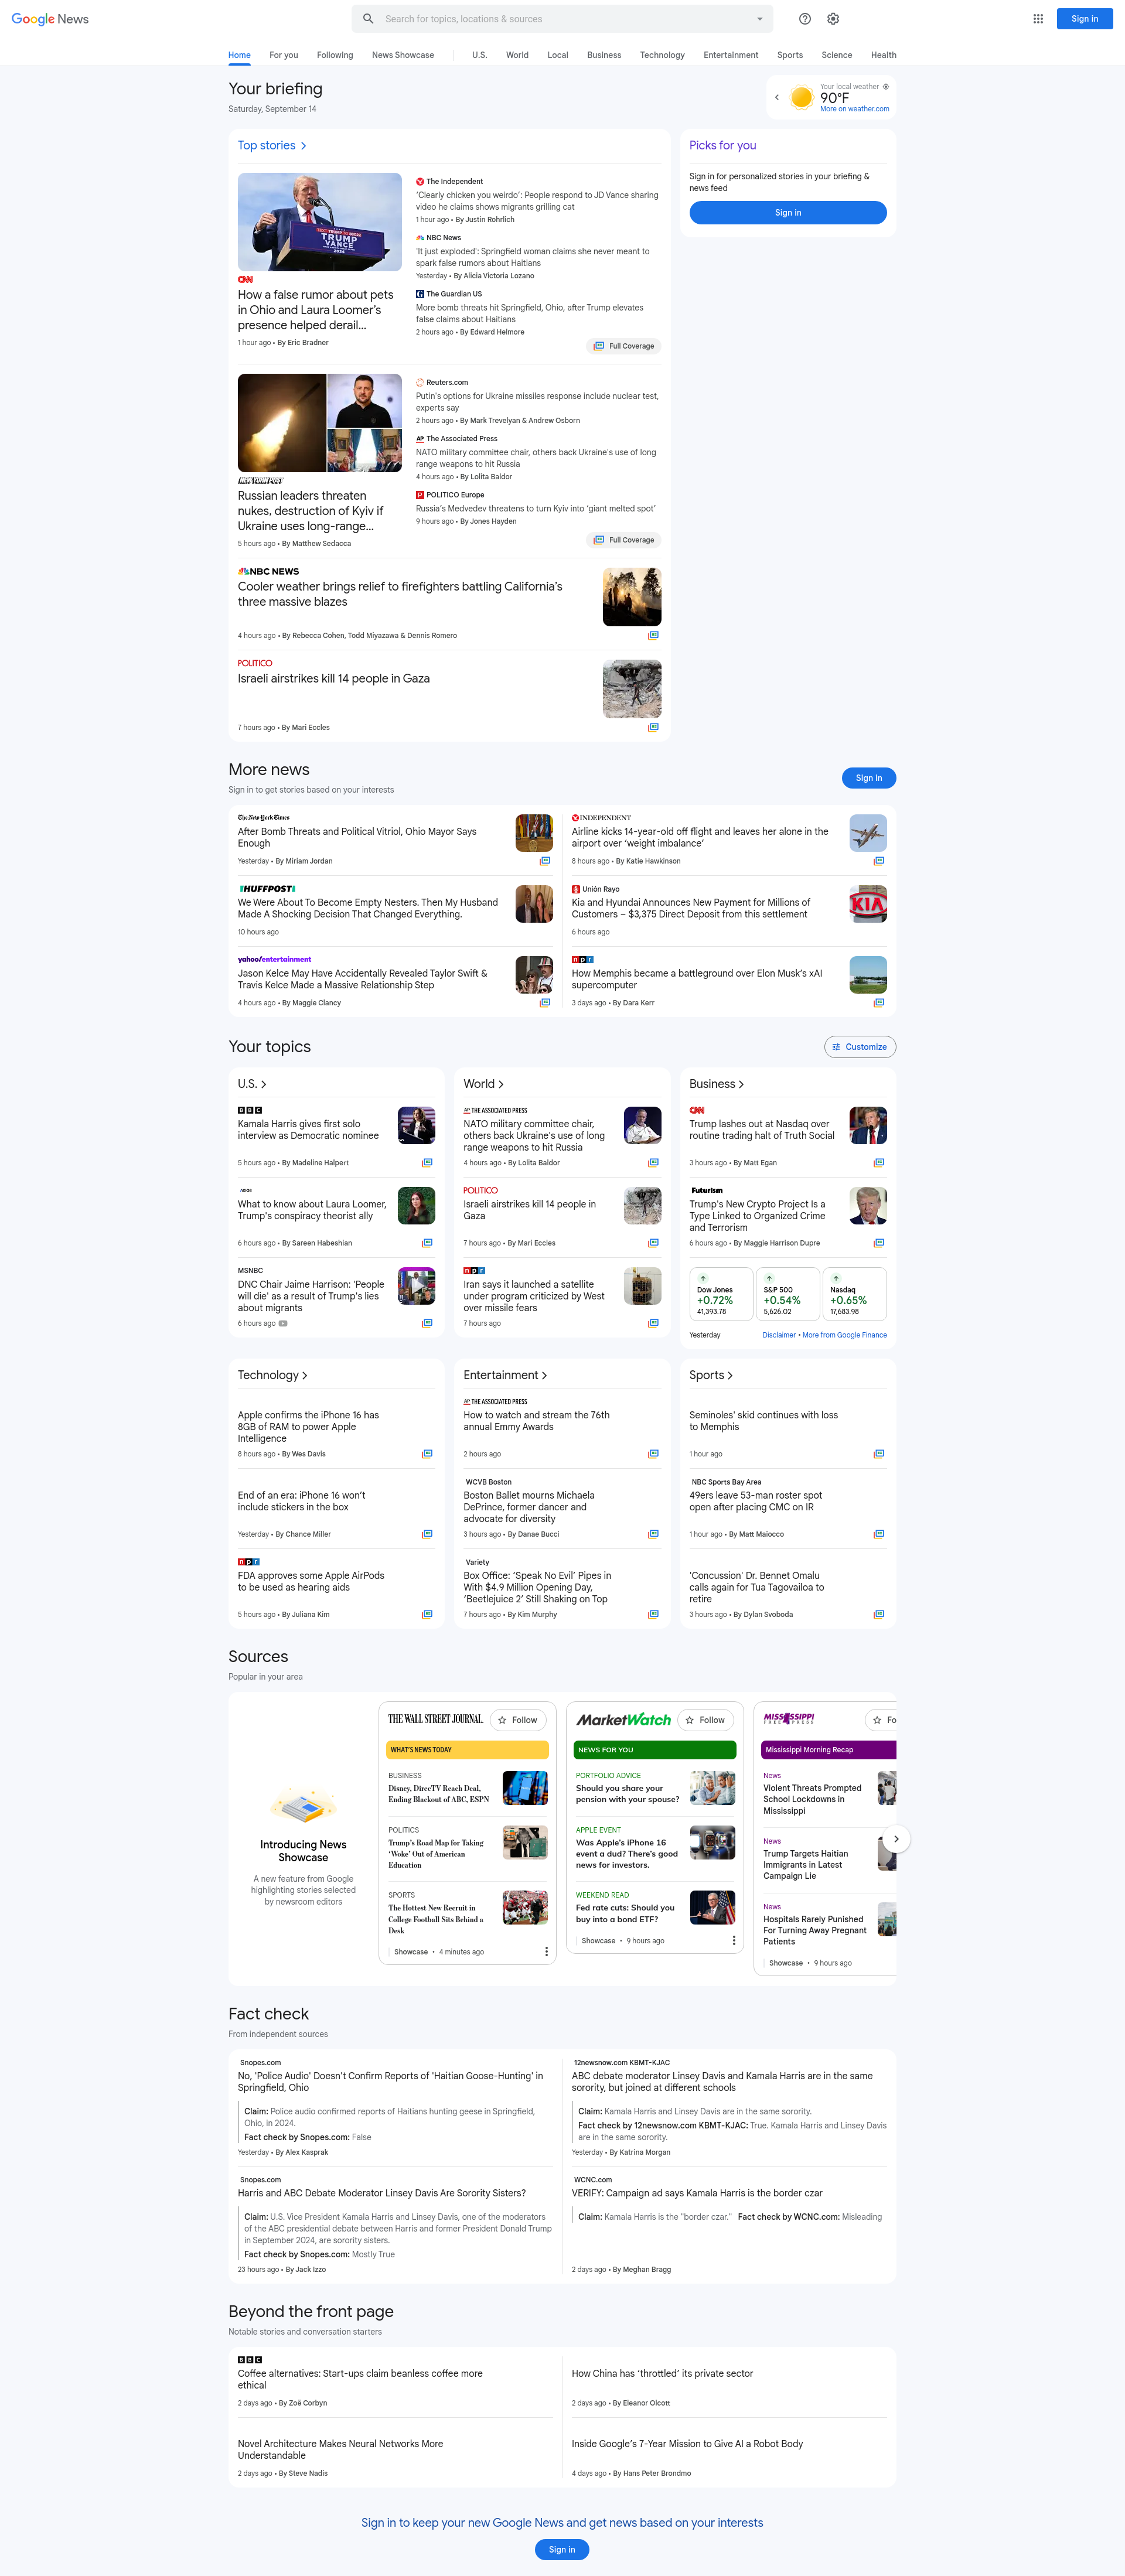 Google News
Search for topics, locations & sources
Sign in
Home For you Following News Showcase U.S. World Local Business Technology Entertainment Sports Science Health
Your briefing
Saturday, September 14
Your local weather
90°F
More on weather.com
Top stories
CNN
How a false rumor about pets
in Ohio and Laura Loomer's
presence helped derail...
1 hour ago • By Eric Bradner
The Independent
'Clearly chicken you weirdo': People respond to JD Vance sharing
video he claims shows migrants grilling cat
1 hour ago • By Justin Rohrlich
NBC News
'It just exploded': Springfield woman claims she never meant to
spark false rumors about Haitians
Yesterday • By Alicia Victoria Lozano
The Guardian US
More bomb threats hit Springfield, Ohio, after Trump elevates
false claims about Haitians
2 hours ago • By Edward Helmore
Full Coverage
TRUMP
VANCE
2024
Picks for you
Sign in for personalized stories in your briefing &
news feed
Sign in
NEW YORK POST
Russian leaders threaten
nukes, destruction of Kyiv if
Ukraine uses long-range...
5 hours ago • By Matthew Sedacca
Reuters.com
Putin's options for Ukraine missiles response include nuclear test,
experts say
2 hours ago • By Mark Trevelyan & Andrew Osborn
AP The Associated Press
NATO military committee chair, others back Ukraine's use of long
range weapons to hit Russia
4 hours ago • By Lolita Baldor
POLITICO Europe
Russia's Medvedev threatens to turn Kyiv into 'giant melted spot'
9 hours ago • By Jones Hayden
Full Coverage
NBC NEWS
Cooler weather brings relief to firefighters battling California's
three massive blazes
4 hours ago • By Rebecca Cohen, Todd Miyazawa & Dennis Romero
POLITICO
Israeli airstrikes kill 14 people in Gaza
7 hours ago • By Mari Eccles
More news
Sign in to get stories based on your interests
Sign in
The New York Times
After Bomb Threats and Political Vitriol, Ohio Mayor Says
Enough
Yesterday • By Miriam Jordan
HUFFPOST
We Were About To Become Empty Nesters. Then My Husband
Made A Shocking Decision That Changed Everything.
10 hours ago
yahoo/entertainment
Jason Kelce May Have Accidentally Revealed Taylor Swift &
Travis Kelce Made a Massive Relationship Step
4 hours ago • By Maggie Clancy
INDEPENDENT
Airline kicks 14-year-old off flight and leaves her alone in the
airport over 'weight imbalance'
8 hours ago • By Katie Hawkinson
Unión Rayo
Kia and Hyundai Announces New Payment for Millions of
Customers – $3,375 Direct Deposit from this settlement
6 hours ago
KIA
npr
How Memphis became a battleground over Elon Musk's xAI
supercomputer
3 days ago • By Dara Kerr
Your topics
Customize
U.S.
BBC
Kamala Harris gives first solo
interview as Democratic nominee
5 hours ago • By Madeline Halpert
AXIOS
What to know about Laura Loomer,
Trump's conspiracy theorist ally
6 hours ago • By Sareen Habeshian
MSNBC
DNC Chair Jaime Harrison: 'People
will die' as a result of Trump's lies
about migrants
6 hours ago
World
AP THE ASSOCIATED PRESS
NATO military committee chair,
others back Ukraine's use of long
range weapons to hit Russia
4 hours ago • By Lolita Baldor
POLITICO
Israeli airstrikes kill 14 people in
Gaza
7 hours ago • By Mari Eccles
npr
Iran says it launched a satellite
under program criticized by West
over missile fears
7 hours ago
Business
CNN
Trump lashes out at Nasdaq over
routine trading halt of Truth Social
3 hours ago • By Matt Egan
Futurism
Trump's New Crypto Project Is a
Type Linked to Organized Crime
and Terrorism
6 hours ago • By Maggie Harrison Dupre
Dow Jones
+0.72%
41,393.78
S&P 500
+0.54%
5,626.02
Nasdaq
+0.65%
17,683.98
Yesterday Disclaimer • More from Google Finance
Technology
Apple confirms the iPhone 16 has
8GB of RAM to power Apple
Intelligence
8 hours ago • By Wes Davis
End of an era: iPhone 16 won't
include stickers in the box
Yesterday • By Chance Miller
npr
FDA approves some Apple AirPods
to be used as hearing aids
5 hours ago • By Juliana Kim
Entertainment
AP THE ASSOCIATED PRESS
How to watch and stream the 76th
annual Emmy Awards
2 hours ago
WCVB Boston
Boston Ballet mourns Michaela
DePrince, former dancer and
advocate for diversity
3 hours ago • By Danae Bucci
Variety
Box Office: 'Speak No Evil' Pipes in
With $4.9 Million Opening Day,
'Beetlejuice 2' Still Shaking on Top
7 hours ago • By Kim Murphy
Sports
Seminoles' skid continues with loss
to Memphis
1 hour ago
NBC Sports Bay Area
49ers leave 53-man roster spot
open after placing CMC on IR
1 hour ago • By Matt Maiocco
'Concussion' Dr. Bennet Omalu
calls again for Tua Tagovailoa to
retire
3 hours ago • By Dylan Svoboda
Sources
Popular in your area
Introducing News
Showcase
A new feature from Google
highlighting stories selected
by newsroom editors
THE WALL STREET JOURNAL.
Follow
WHAT'S NEWS TODAY
BUSINESS
Disney, DirecTV Reach Deal,
Ending Blackout of ABC, ESPN
POLITICS
Trump's Road Map for Taking
'Woke' Out of American
Education
SPORTS
The Hottest New Recruit in
College Football Sits Behind a
Desk
Showcase • 4 minutes ago
MarketWatch
Follow
NEWS FOR YOU
PORTFOLIO ADVICE
Should you share your
pension with your spouse?
APPLE EVENT
Was Apple's iPhone 16
event a dud? There's good
news for investors.
WEEKEND READ
Fed rate cuts: Should you
buy into a bond ETF?
Showcase • 9 hours ago
MISSISSIPPI
FREE PRESS
Fo
Mississippi Morning Recap
News
Violent Threats Prompted
School Lockdowns in
Mississippi
News
Trump Targets Haitian
Immigrants in Latest
Campaign Lie
News
Hospitals Rarely Punished
For Turning Away Pregnant
Patients
Showcase • 9 hours ago
Fact check
From independent sources
Snopes.com
No, 'Police Audio' Doesn't Confirm Reports of 'Haitian Goose-Hunting' in
Springfield, Ohio
Claim: Police audio confirmed reports of Haitians hunting geese in Springfield,
Ohio, in 2024.
Fact check by Snopes.com: False
Yesterday • By Alex Kasprak
Snopes.com
Harris and ABC Debate Moderator Linsey Davis Are Sorority Sisters?
Claim: U.S. Vice President Kamala Harris and Linsey Davis, one of the moderators
of the ABC presidential debate between Harris and former President Donald Trump
in September 2024, are sorority sisters.
Fact check by Snopes.com: Mostly True
23 hours ago • By Jack Izzo
12newsnow.com KBMT-KJAC
ABC debate moderator Linsey Davis and Kamala Harris are in the same
sorority, but joined at different schools
Claim: Kamala Harris and Linsey Davis are in the same sorority.
Fact check by 12newsnow.com KBMT-KJAC: True. Kamala Harris and Linsey Davis
are in the same sorority.
Yesterday • By Katrina Morgan
WCNC.com
VERIFY: Campaign ad says Kamala Harris is the border czar
Claim: Kamala Harris is the "border czar." Fact check by WCNC.com: Misleading
2 days ago • By Meghan Bragg
Beyond the front page
Notable stories and conversation starters
BBC
Coffee alternatives: Start-ups claim beanless coffee more
ethical
2 days ago • By Zoë Corbyn
Novel Architecture Makes Neural Networks More
Understandable
2 days ago • By Steve Nadis
How China has 'throttled' its private sector
2 days ago • By Eleanor Olcott
Inside Google's 7-Year Mission to Give AI a Robot Body
4 days ago • By Hans Peter Brondmo
Sign in to keep your new Google News and get news based on your interests
Sign in